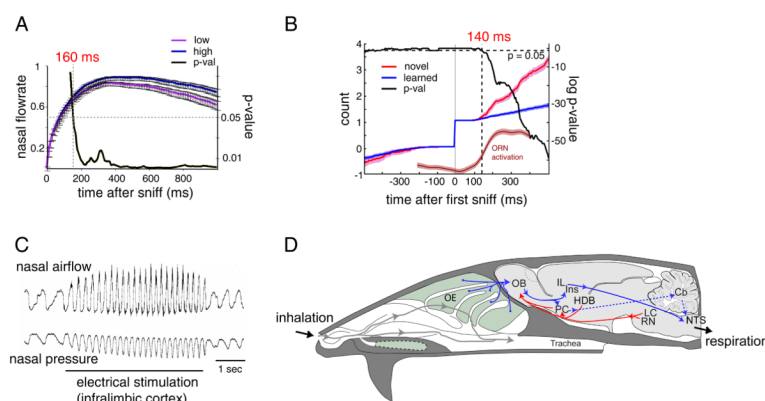 A
160 ms
low
high
p-val
nasal flowrate
1
0.6
0.2
0.05
0.01
p-value
0 200 400 600 800
time after sniff (ms)
B
140 ms
p = 0.05
novel
learned
p-val
count
4
3
2
1
0
-1
0
-10
-20
-30
-40
-50
log p-value
ORN
activation
-300 -100 0 100 300
time after first sniff (ms)
C
nasal airflow
nasal pressure
1 sec
electrical stimulation
(infralimbic cortex)
D
inhalation
OE
OB
IL
Ins
PC
HDB
Cb
LC
RN
NTS
Trachea
respiration